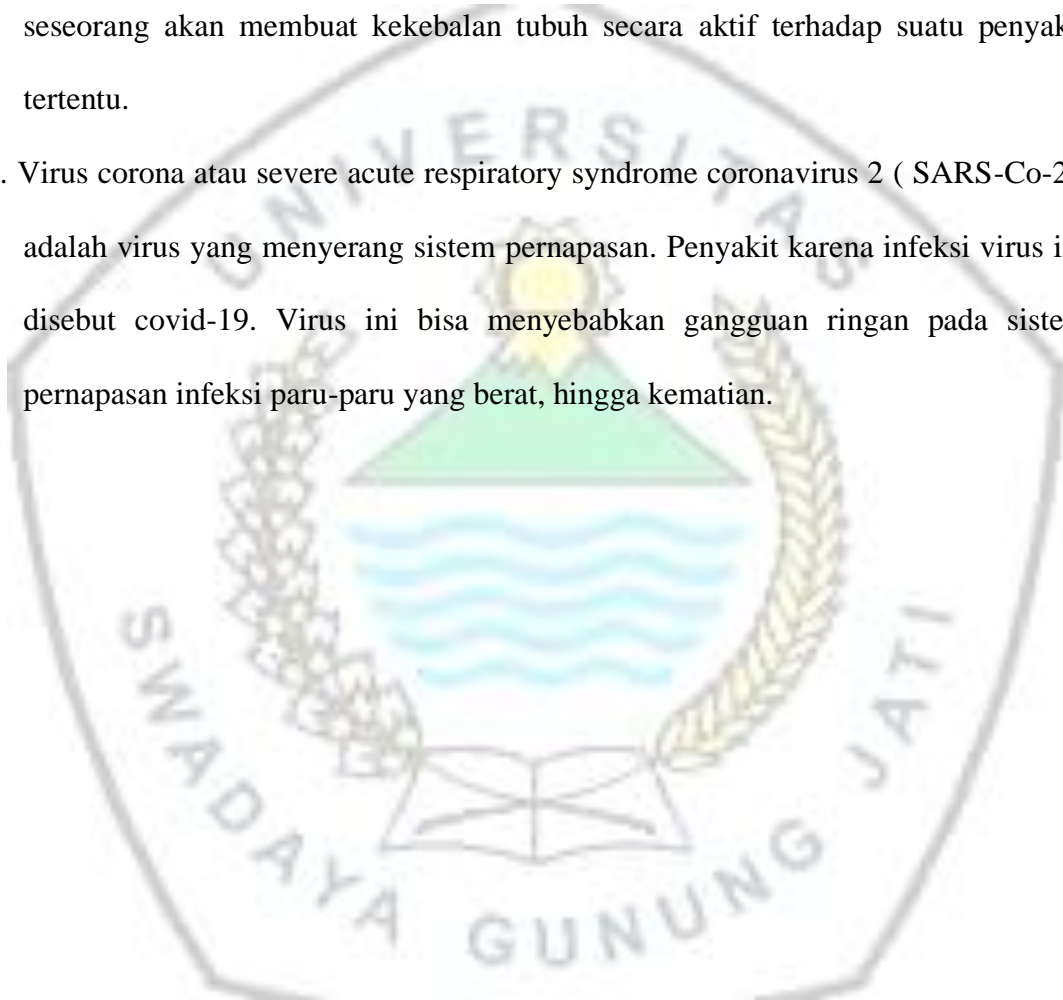 seseorang akan membuat kekebalan tubuh secara aktif terhadap suatu
tertentu.
. Virus corona atau severe acute respiratory syndrome coronavirus 2 ( SARS-Co-2
adalah virus yang menyerang sistem pernapasan. Penyakit karena infeksi virus
disebut covid-19. Virus ini bisa menyebabkan gangguan ringan pada
pernapasan infeksi paru-paru yang berat, hingga kematian.
UNIVERSITAS
SWADAYA GUNUNG JATI